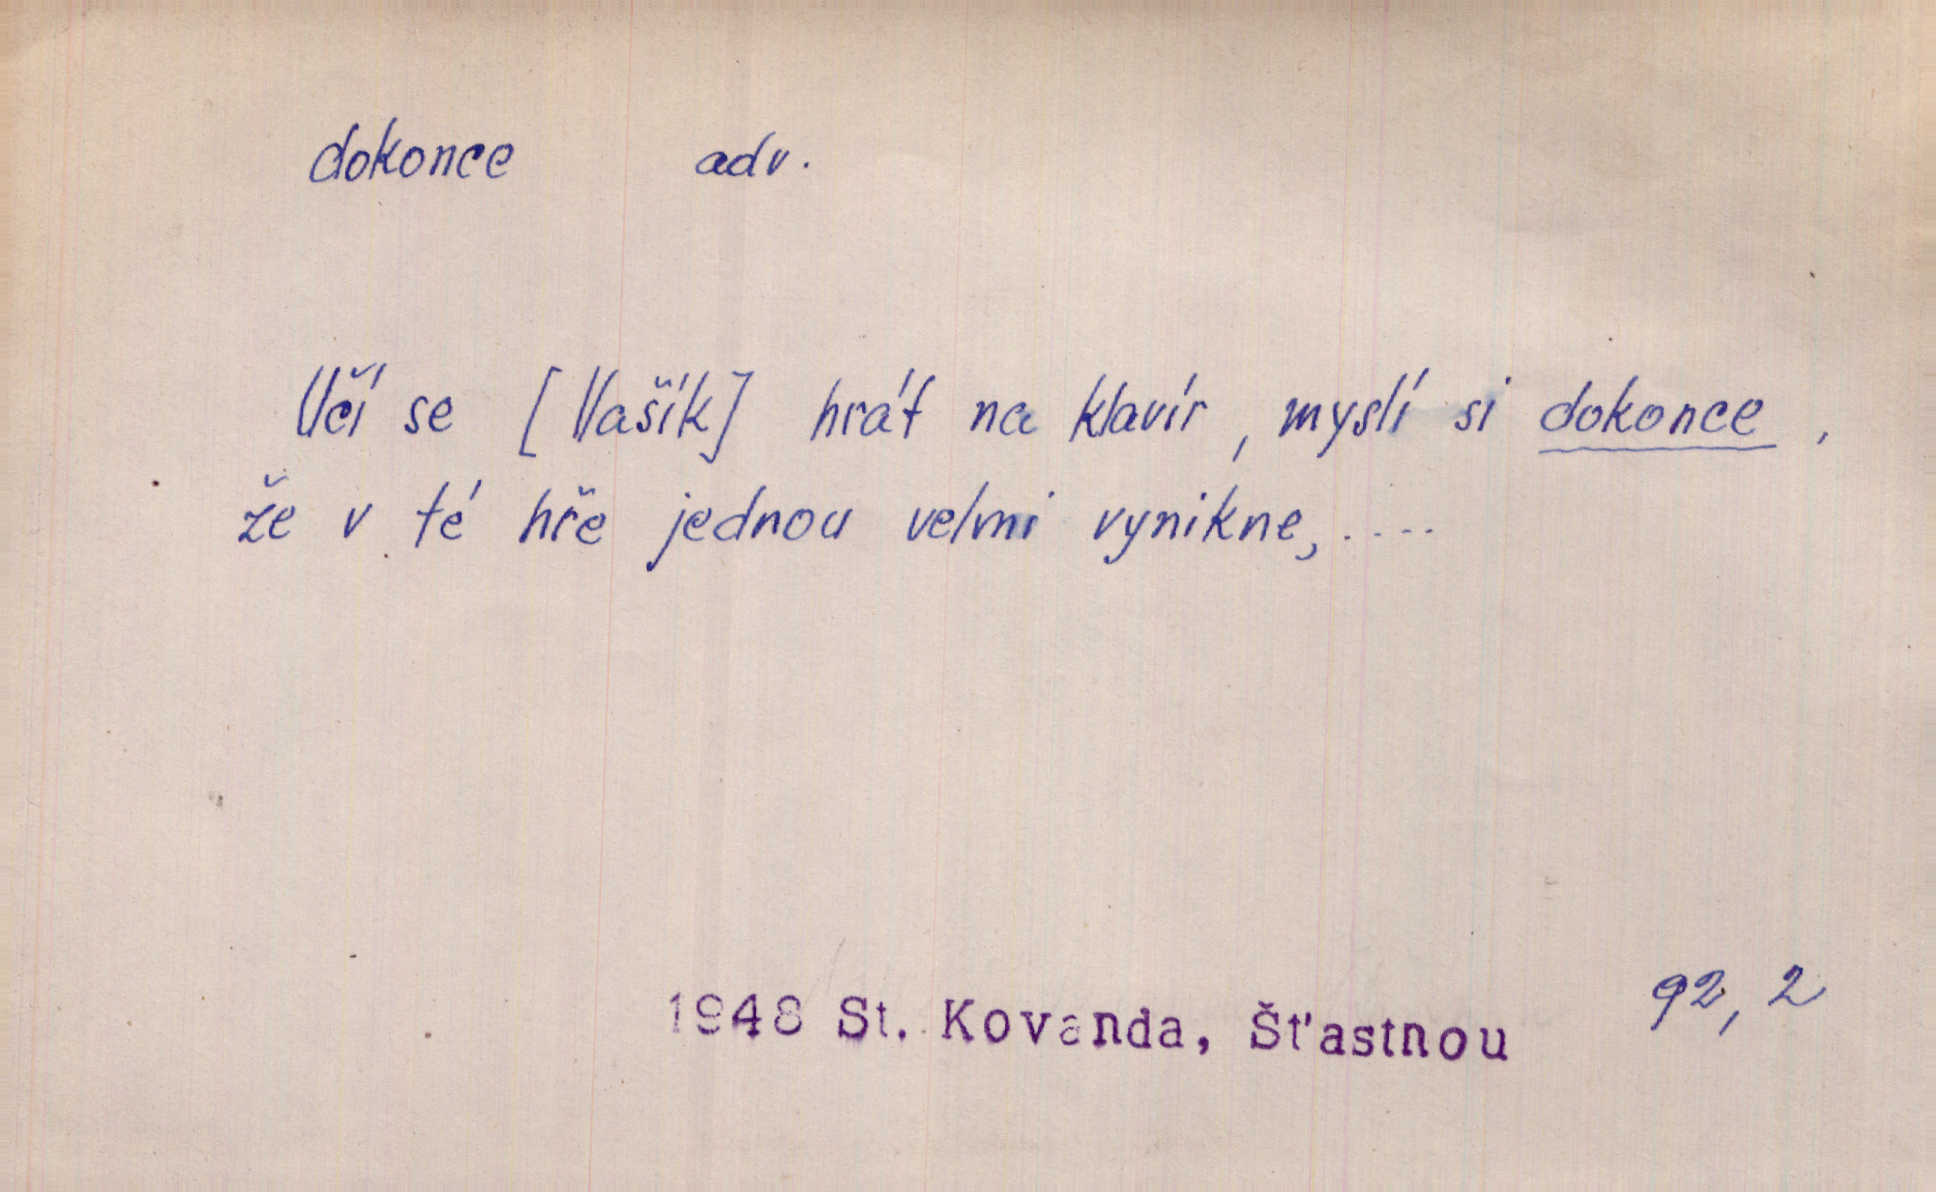 dokonce adv.
Učí se [Vašík] hrát na klavír, myslí si dokonce,
že v té hře jednou velmi vynikne, ....
1948 St. Kovanda, Šťastnou 92, 2